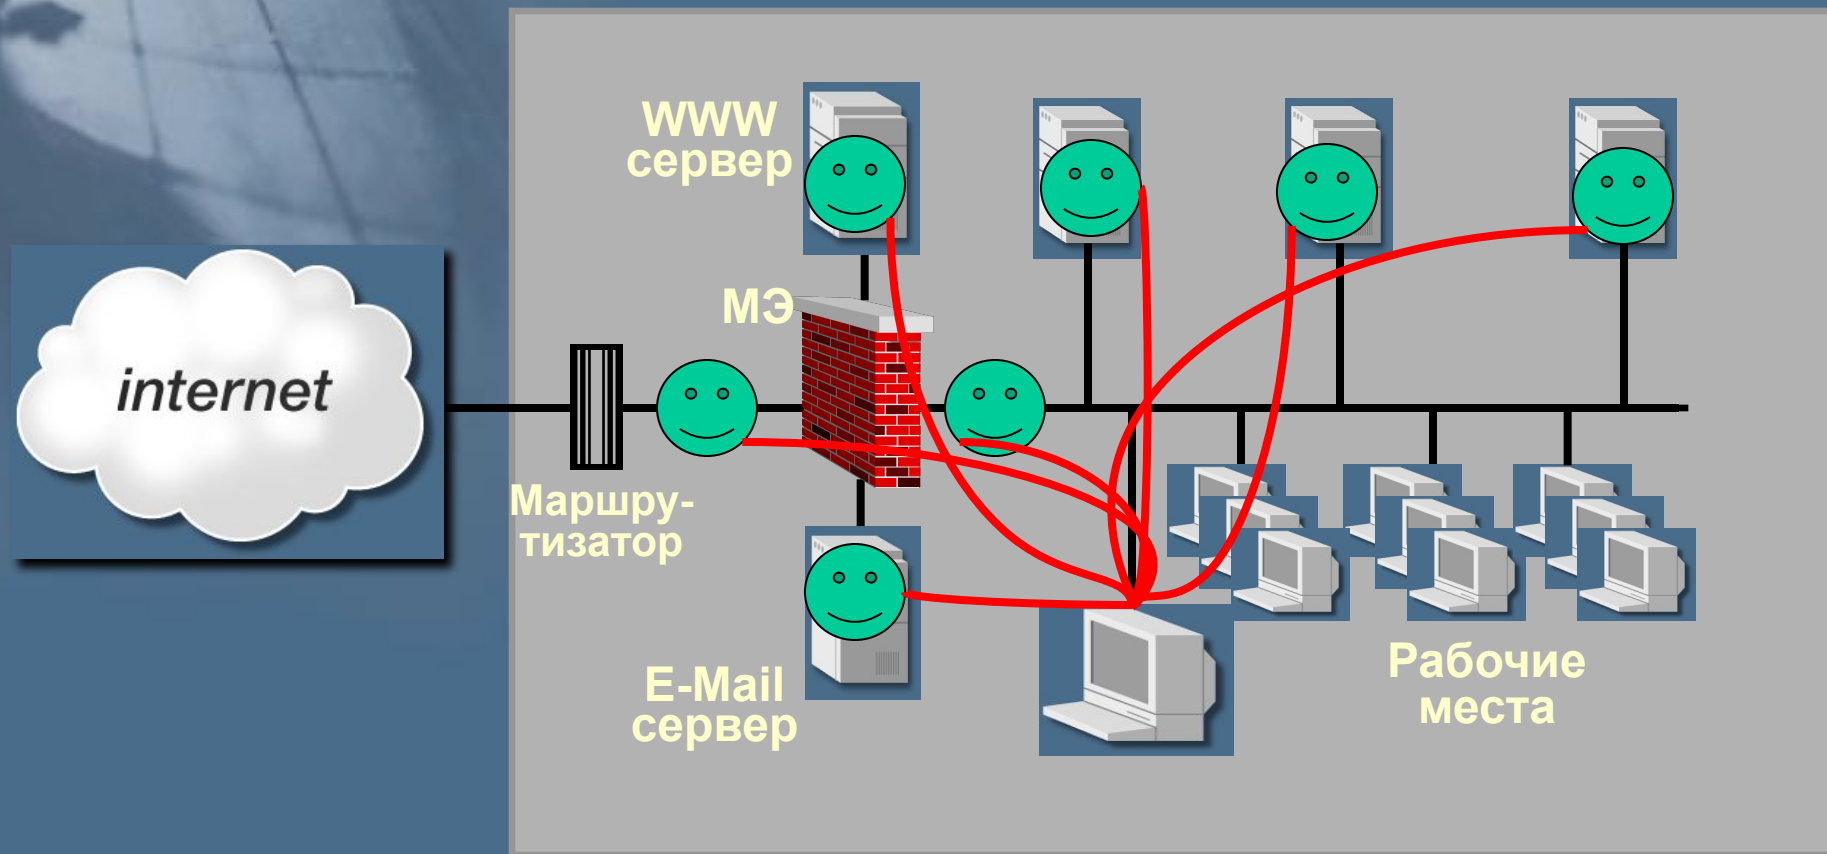 WWW
сервер
МЭ
internet
Маршру-
тизатор
E-Mail
сервер
Рабочие
места